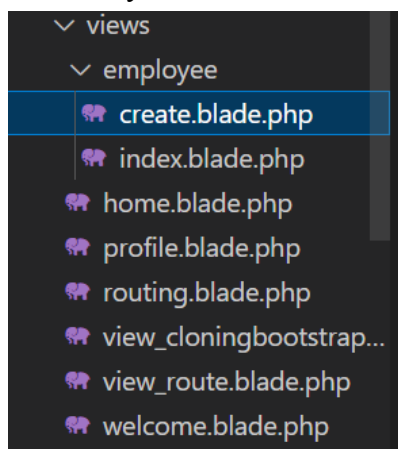 views
employee
create.blade.php
index.blade.php
home.blade.php
profile.blade.php
routing.blade.php
view_cloningbootstrap...
view_route.blade.php
welcome.blade.php